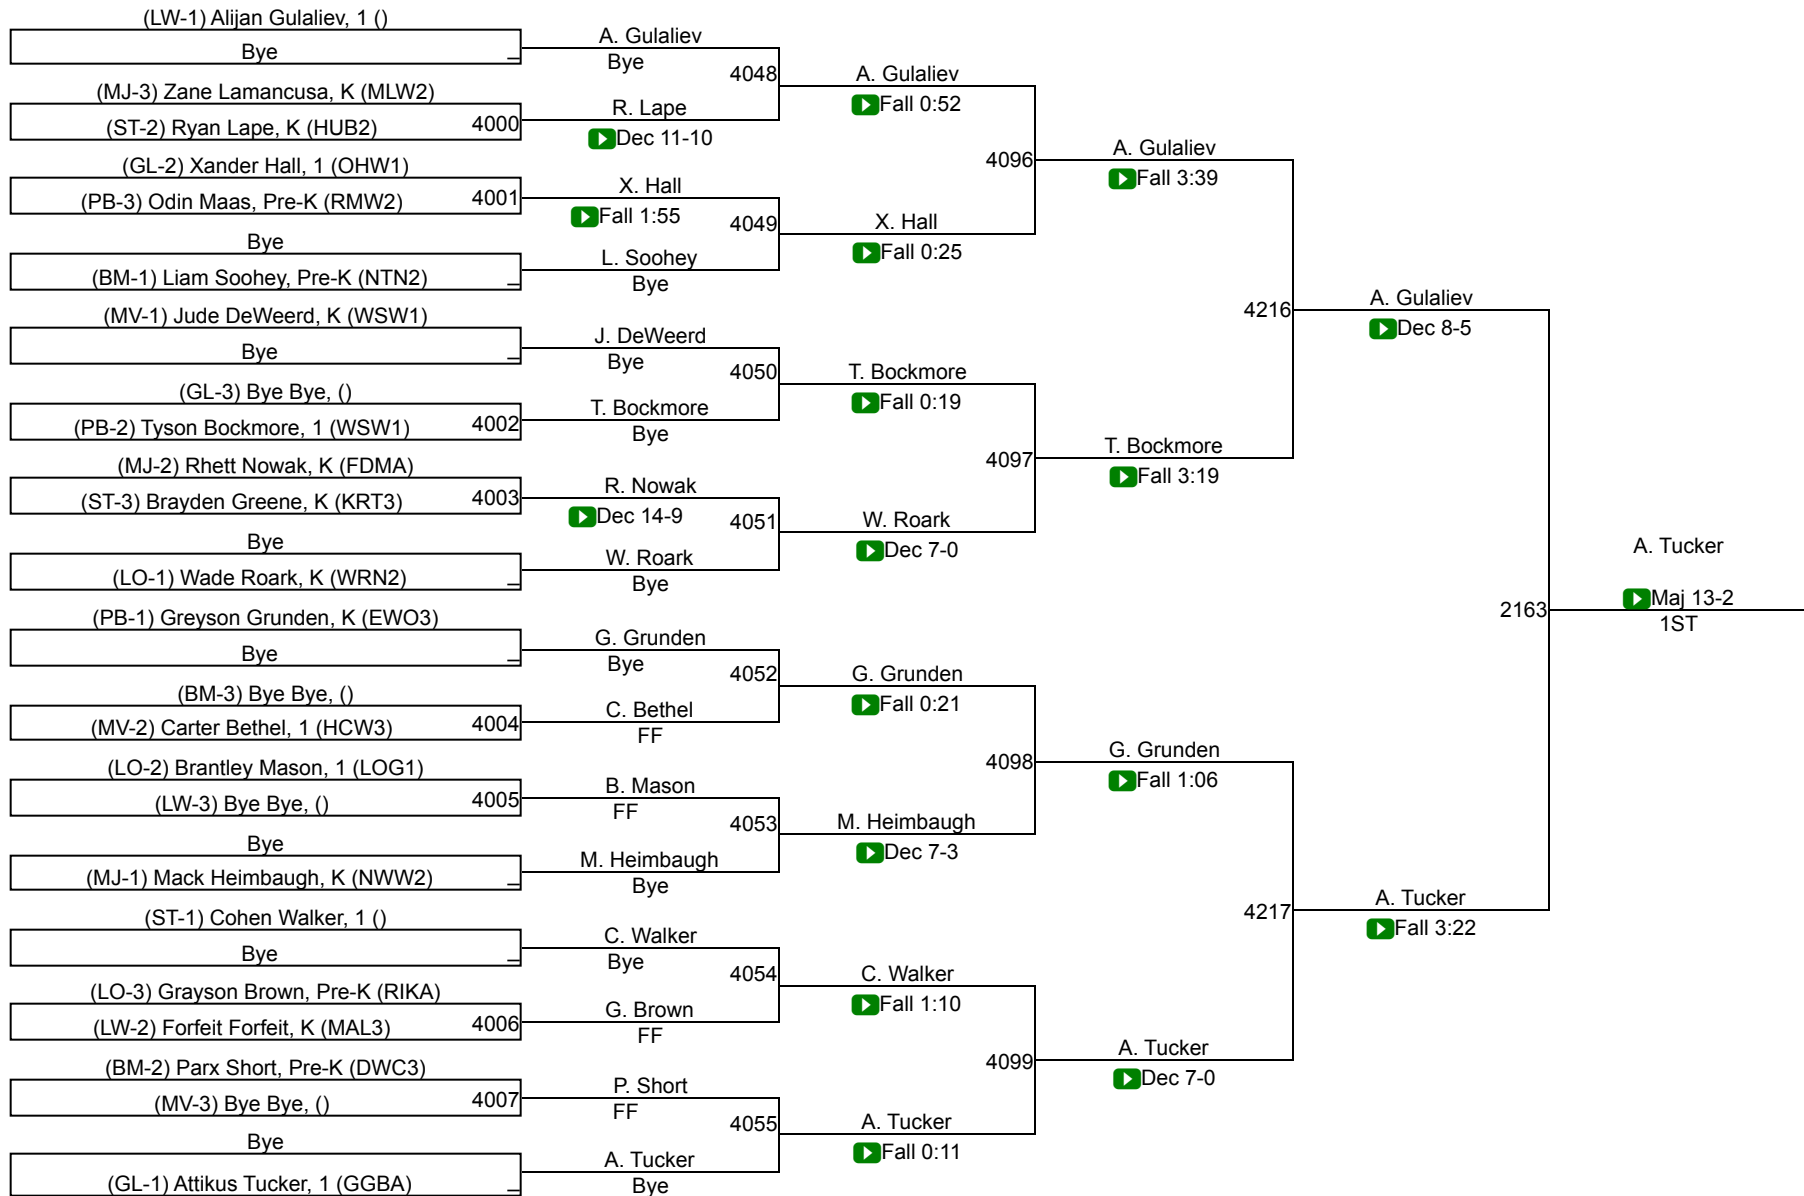 (LW-1) Alijan Gulaliev, 1 ()
Bye
(MJ-3) Zane Lamancusa, K (MLW2)
(ST-2) Ryan Lape, K (HUB2) 4000
(GL-2) Xander Hall, 1 (OHW1)
(PB-3) Odin Maas, Pre-K (RMW2) 4001
Bye
(BM-1) Liam Soohey, Pre-K (NTN2)
(MV-1) Jude DeWeerd, K (WSW1)
Bye
(GL-3) Bye Bye, ()
(PB-2) Tyson Bockmore, 1 (WSW1) 4002
(MJ-2) Rhett Nowak, K (FDMA)
(ST-3) Brayden Greene, K (KRT3) 4003
Bye
(LO-1) Wade Roark, K (WRN2)
(PB-1) Greyson Grunden, K (EWO3)
Bye
(BM-3) Bye Bye, ()
(MV-2) Carter Bethel, 1 (HCW3) 4004
(LO-2) Brantley Mason, 1 (LOG1)
(LW-3) Bye Bye, () 4005
Bye
(MJ-1) Mack Heimbaugh, K (NWW2)
(ST-1) Cohen Walker, 1 ()
Bye
(LO-3) Grayson Brown, Pre-K (RIKA)
(LW-2) Forfeit Forfeit, K (MAL3) 4006
(BM-2) Parx Short, Pre-K (DWC3)
(MV-3) Bye Bye, () 4007
Bye
(GL-1) Attikus Tucker, 1 (GGBA)
A. Gulaliev
Bye
4048
R. Lape
Dec 11-10
X. Hall
Fall 1:55
4049
L. Soohey
Bye
J. DeWeerd
Bye
4050
T. Bockmore
Bye
R. Nowak
Dec 14-9
4051
W. Roark
Bye
G. Grunden
Bye
4052
C. Bethel
FF
B. Mason
FF
4053
M. Heimbaugh
Bye
C. Walker
Bye
4054
G. Brown
FF
P. Short
FF
4055
A. Tucker
Bye
A. Gulaliev
Fall 0:52
4096
X. Hall
Fall 0:25
T. Bockmore
Fall 0:19
4097
W. Roark
Dec 7-0
G. Grunden
Fall 0:21
4098
M. Heimbaugh
Dec 7-3
C. Walker
Fall 1:10
4099
A. Tucker
Fall 0:11
A. Gulaliev
Fall 3:39
4216
T. Bockmore
Fall 3:19
G. Grunden
Fall 1:06
4217
A. Tucker
Dec 7-0
A. Gulaliev
Dec 8-5
2163
A. Tucker
Fall 3:22
A. Tucker
Maj 13-2
1ST